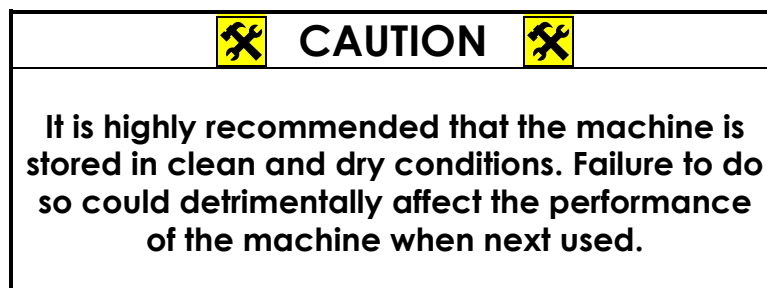 CAUTION
It is highly recommended that the machine is
stored in clean and dry conditions. Failure to do
so could detrimentally affect the performance
of the machine when next used.